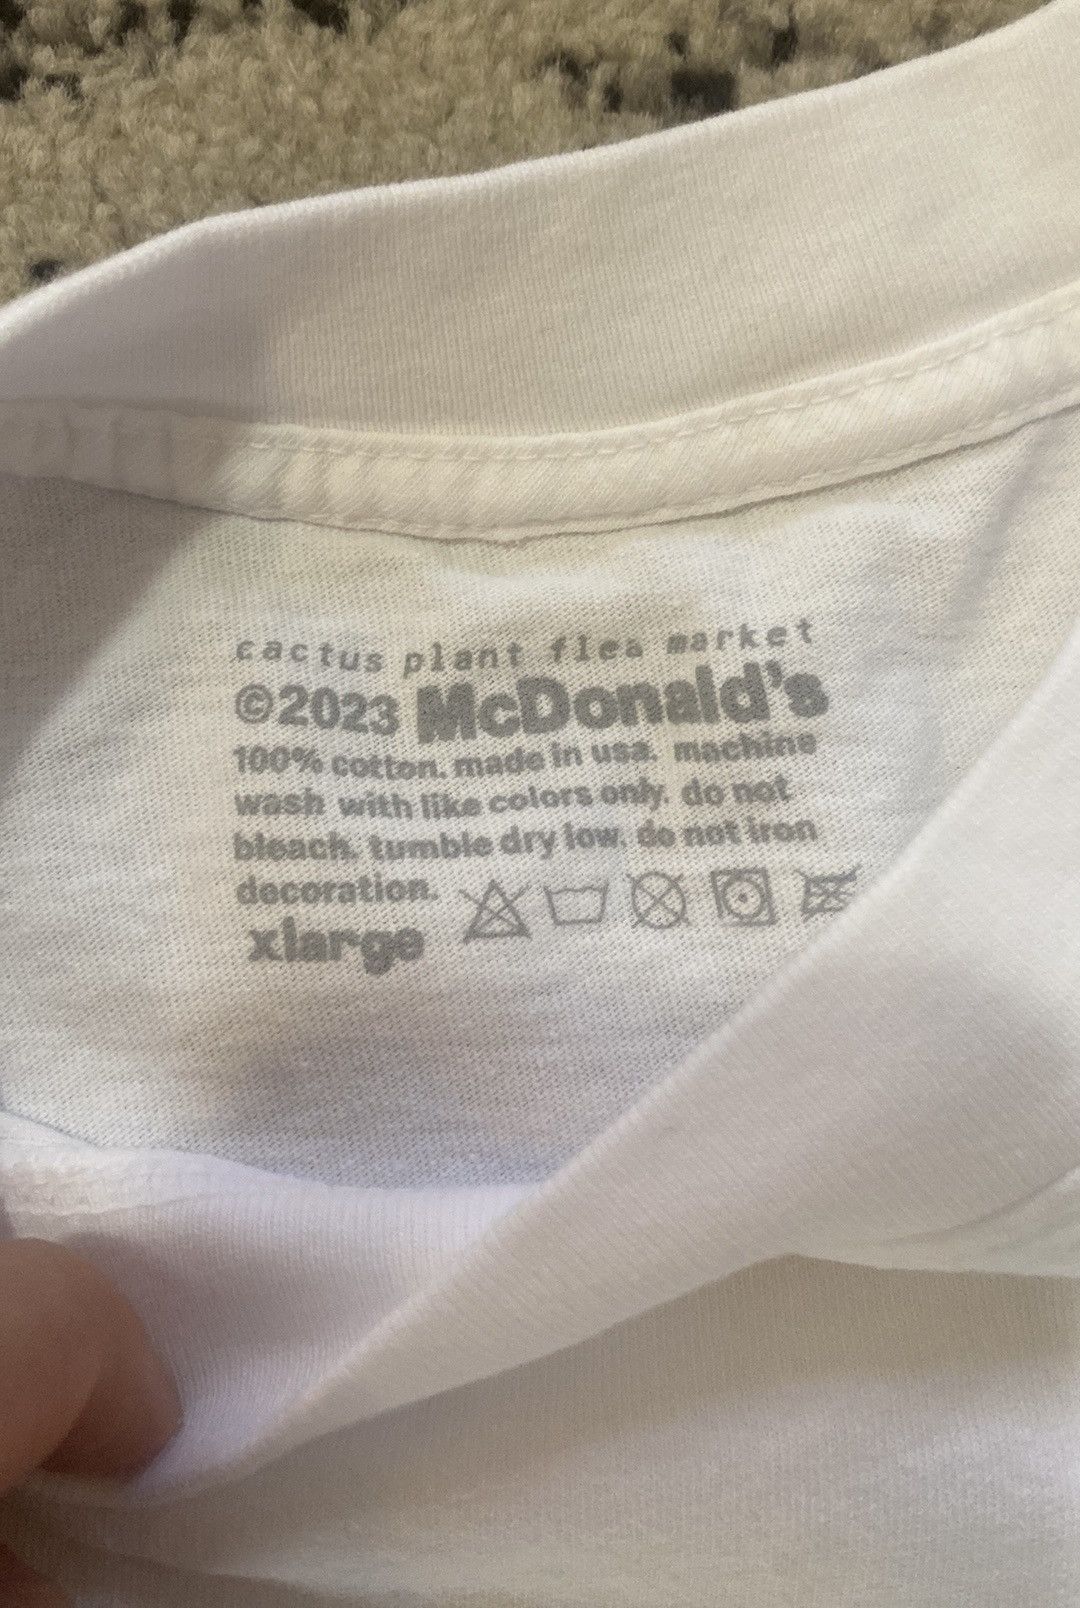 cactus plant flea market
©2023 McDonald's
100% cotton. made in usa. machine
wash with like colors only. do not
bleach. tumble dry low. do not iron
decoration.
xlarge